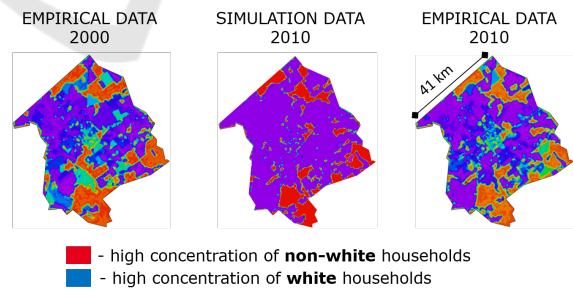 EMPIRICAL DATA
2000
SIMULATION DATA
2010
EMPIRICAL DATA
2010
41 km
- high concentration of non-white households
- high concentration of white households